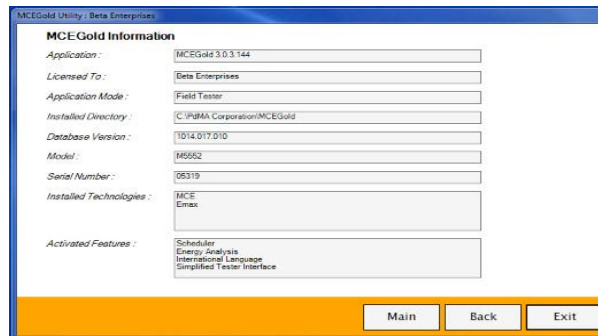 MCEGold Utility : Beta Enterprises
MCEGold Information
Application : MCEGold 3.0.3.144
Licensed To : Beta Enterprises
Application Mode : Field Tester
Installed Directory : C:\PdMA Corporation\MCEGold
Database Version : 1014.017.010
Model : M5552
Serial Number : 05319
Installed Technologies : MCE
Emax
Activated Features : Scheduler
Energy Analysis
International Language
Simplified Tester Interface
Main Back Exit